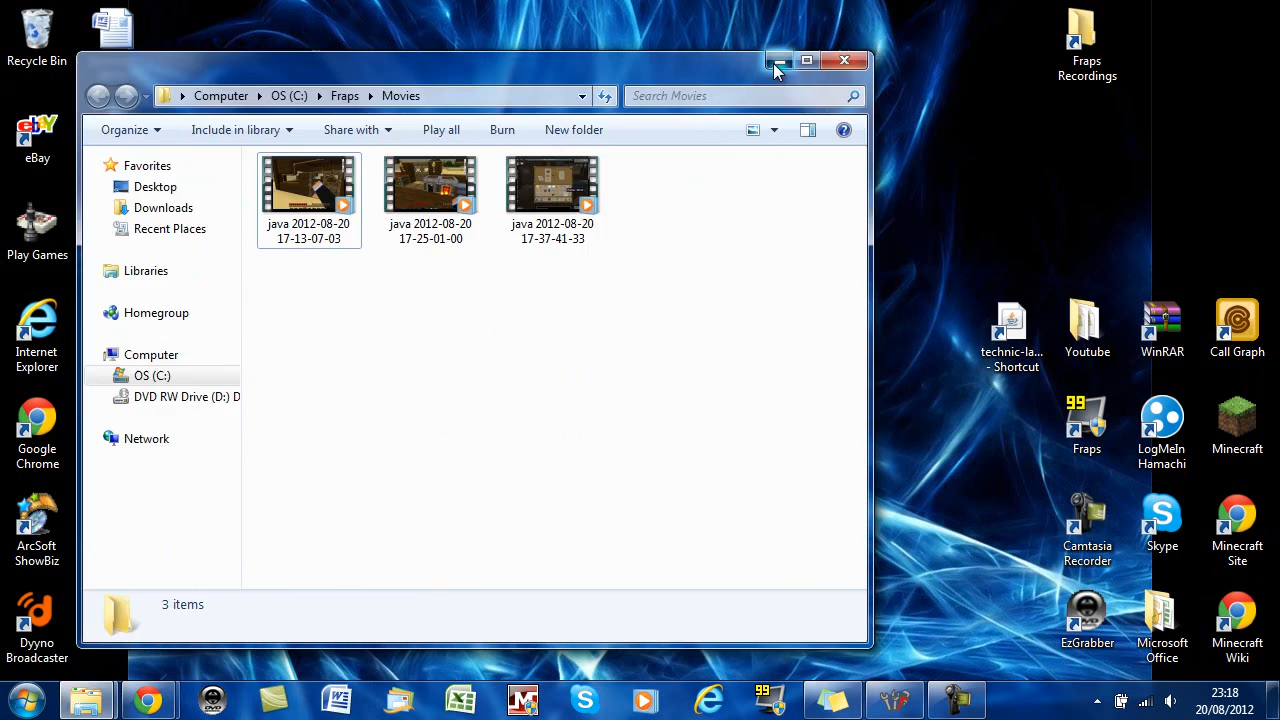 Recycle Bin
eBay
Play Games
Internet
Explorer
Google
Chrome
ArcSoft
ShowBiz
Dyyno
Broadcaster
Computer
OS (C:)
Fraps
Movies
Search Movies
Organize
Include in library
Share with
Play all
Burn
New folder
Favorites
Desktop
Downloads
Recent Places
Libraries
Homegroup
Computer
OS (C:)
DVD RW Drive (D:) D
Network
java 2012-08-20
17-13-07-03
java 2012-08-20
17-25-01-00
java 2012-08-20
17-37-41-33
3 items
Fraps
Recordings
technic-la...
- Shortcut
Youtube
WinRAR
Call Graph
99
Fraps
LogMeIn
Hamachi
Minecraft
Camtasia
Recorder
Skype
Minecraft
Site
EzGrabber
Microsoft
Office
Minecraft
Wiki
99
23:18
20/08/2012